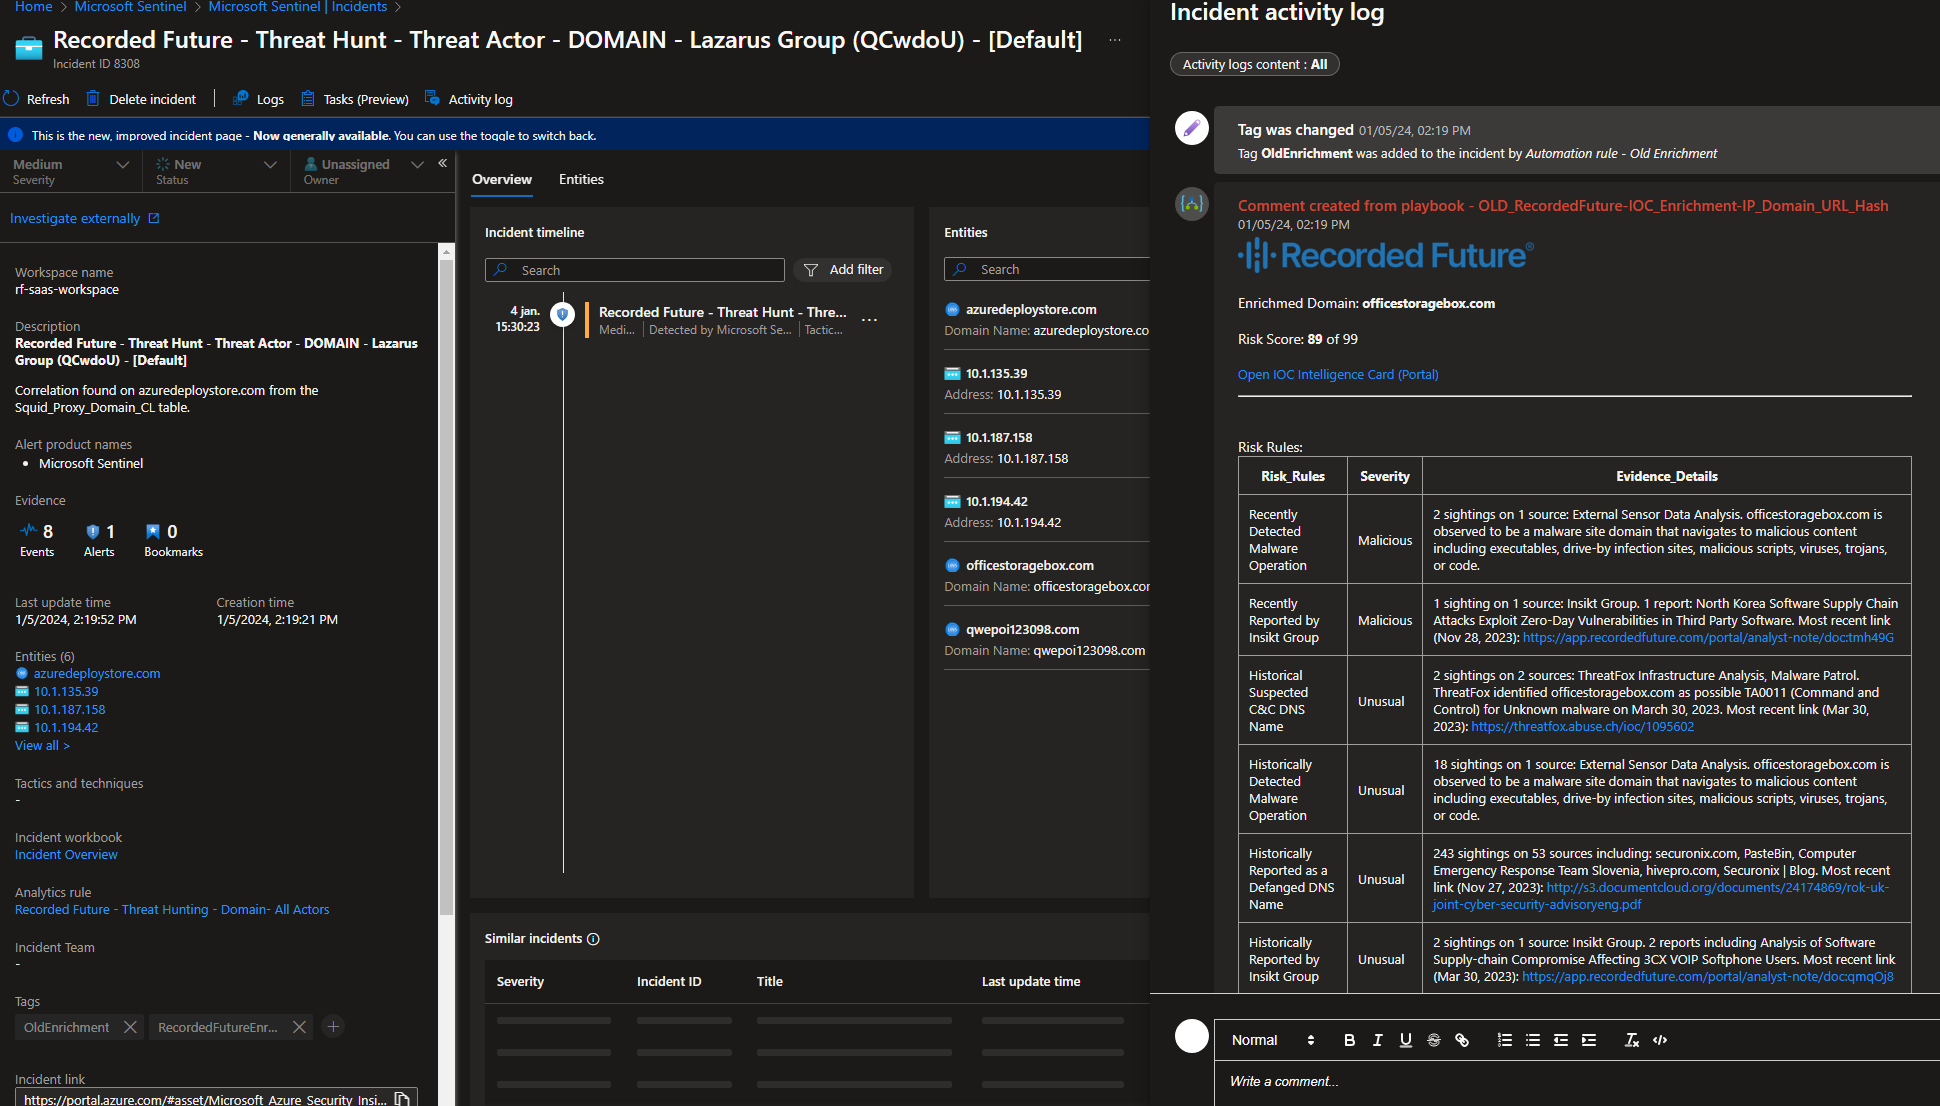 Home > Microsoft Sentinel > Microsoft Sentinel | Incidents >
Recorded Future - Threat Hunt - Threat Actor - DOMAIN - Lazarus Group (QCwdoU) - [Default] ...
Incident ID 8308
Refresh Delete incident Logs Tasks (Preview) Activity log
This is the new, improved incident page - Now generally available. You can use the toggle to switch back.
Medium
Severity
New
Status
Unassigned
Owner
Investigate externally
Workspace name
rf-saas-workspace
Description
Recorded Future - Threat Hunt - Threat Actor - DOMAIN - Lazarus
Group (QCwdoU) - [Default]
Correlation found on azuredeploystore.com from the
Squid_Proxy_Domain_CL table.
Alert product names
• Microsoft Sentinel
Evidence
8 1 0
Events Alerts Bookmarks
Last update time Creation time
1/5/2024, 2:19:52 PM 1/5/2024, 2:19:21 PM
Entities (6)
azuredeploystore.com
10.1.135.39
10.1.187.158
10.1.194.42
View all >
Tactics and techniques
-
Incident workbook
Incident Overview
Analytics rule
Recorded Future - Threat Hunting - Domain- All Actors
Incident Team
-
Tags
OldEnrichment RecordedFutureEnr...
Incident link
https://portal.azure.com/#asset/Microsoft_Azure_Security_Insi...
Overview Entities
Incident timeline
Search Add filter
4 jan.
15:30:23
Recorded Future - Threat Hunt - Thre... ...
Medi... | Detected by Microsoft Se... | Tactic...
Entities
Search
azuredeploystore.com
Domain Name: azuredeploystore.co
10.1.135.39
Address: 10.1.135.39
10.1.187.158
Address: 10.1.187.158
10.1.194.42
Address: 10.1.194.42
officestoragebox.com
Domain Name: officestoragebox.cor
qwepoi123098.com
Domain Name: qwepoi123098.com
Similar incidents
Severity Incident ID Title Last update time
Incident activity log
Activity logs content : All
Tag was changed 01/05/24, 02:19 PM
Tag OldEnrichment was added to the incident by Automation rule - Old Enrichment
Comment created from playbook - OLD_RecordedFuture-IOC_Enrichment-IP_Domain_URL_Hash
01/05/24, 02:19 PM
Recorded Future®
Enrichmed Domain: officestoragebox.com
Risk Score: 89 of 99
Open IOC Intelligence Card (Portal)
Risk Rules:
Risk_Rules Severity Evidence_Details
Recently
Detected
Malware
Operation
Malicious
2 sightings on 1 source: External Sensor Data Analysis. officestoragebox.com is
observed to be a malware site domain that navigates to malicious content
including executables, drive-by infection sites, malicious scripts, viruses, trojans,
or code.
Recently
Reported by
Insikt Group
Malicious
1 sighting on 1 source: Insikt Group. 1 report: North Korea Software Supply Chain
Attacks Exploit Zero-Day Vulnerabilities in Third Party Software. Most recent link
(Nov 28, 2023): https://app.recordedfuture.com/portal/analyst-note/doc:tmh49G
Historical
Suspected
C&C DNS
Name
Unusual
2 sightings on 2 sources: ThreatFox Infrastructure Analysis, Malware Patrol.
ThreatFox identified officestoragebox.com as possible TA0011 (Command and
Control) for Unknown malware on March 30, 2023. Most recent link (Mar 30,
2023): https://threatfox.abuse.ch/ioc/1095602
Historically
Detected
Malware
Operation
Unusual
18 sightings on 1 source: External Sensor Data Analysis. officestoragebox.com is
observed to be a malware site domain that navigates to malicious content
including executables, drive-by infection sites, malicious scripts, viruses, trojans,
or code.
Historically
Reported as a
Defanged DNS
Name
Unusual
243 sightings on 53 sources including: securonix.com, PasteBin, Computer
Emergency Response Team Slovenia, hivepro.com, Securonix | Blog. Most recent
link (Nov 27, 2023): http://s3.documentcloud.org/documents/24174869/rok-uk-
joint-cyber-security-advisoryeng.pdf
Historically
Reported by
Insikt Group
Unusual
2 sightings on 1 source: Insikt Group. 2 reports including Analysis of Software
Supply-chain Compromise Affecting 3CX VOIP Softphone Users. Most recent link
(Mar 30, 2023): https://app.recordedfuture.com/portal/analyst-note/doc:qmqOj8
Normal B I U
Write a comment...